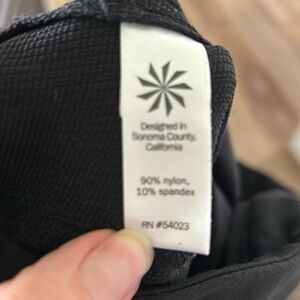 Designed in
Sonoma County,
California
90% nylon,
10% spandex
RN #54023